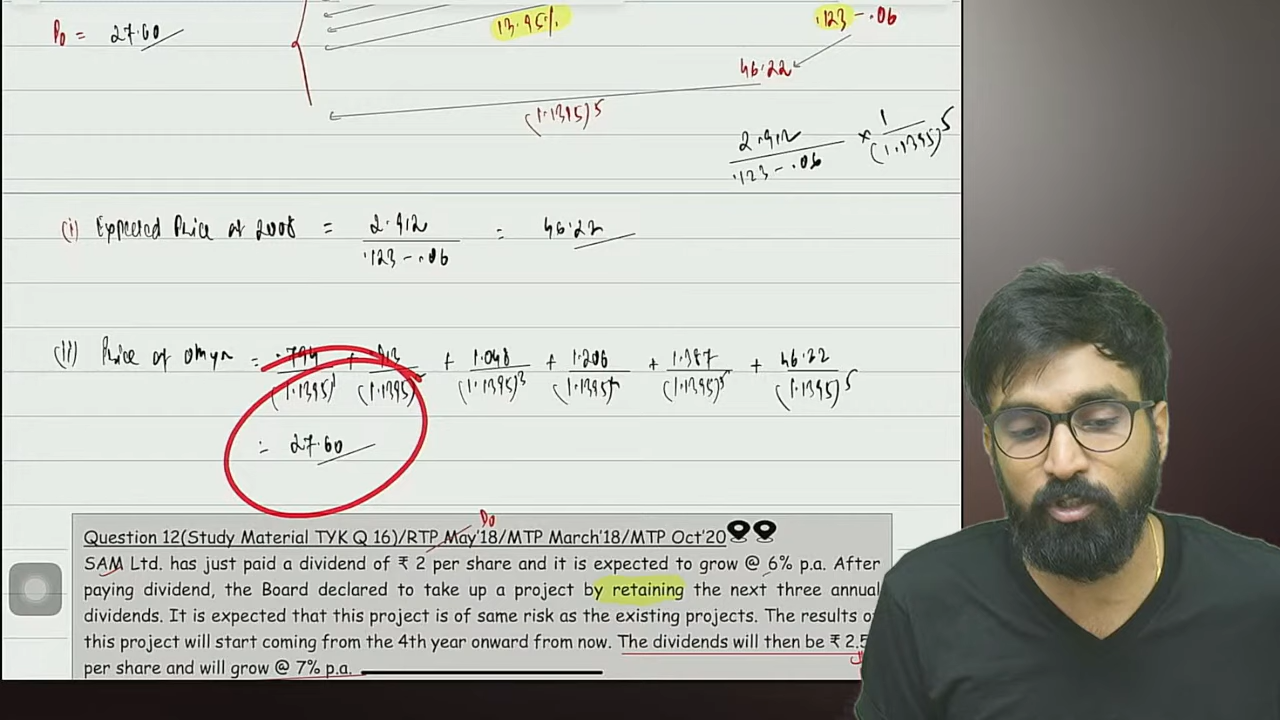 P0 = 27.60
13.95%
.123 - .06
46.22
(1.1395)5
2.912 / .123 - .06 × 1 / (1.1395)5
(i) Expected Price at 2008 = 2.912 / .123 - .06 = 46.22
(ii) Price of = .794 / (1.1395)1 + .913 / (1.1395) + 1.048 / (1.1395)3 + 1.206 / (1.1395)4 + 1.387 / (1.1395)5 + 46.22 / (1.1395)5
= 27.60
D0
Question 12(Study Material TYK Q 16)/RTP May'18/MTP March'18/MTP Oct'20
SAM Ltd. has just paid a dividend of ₹ 2 per share and it is expected to grow @ 6% p.a. After
paying dividend, the Board declared to take up a project by retaining the next three annual
dividends. It is expected that this project is of same risk as the existing projects. The results
this project will start coming from the 4th year onward from now. The dividends will then be ₹ 2.5
per share and will grow @ 7% p.a.